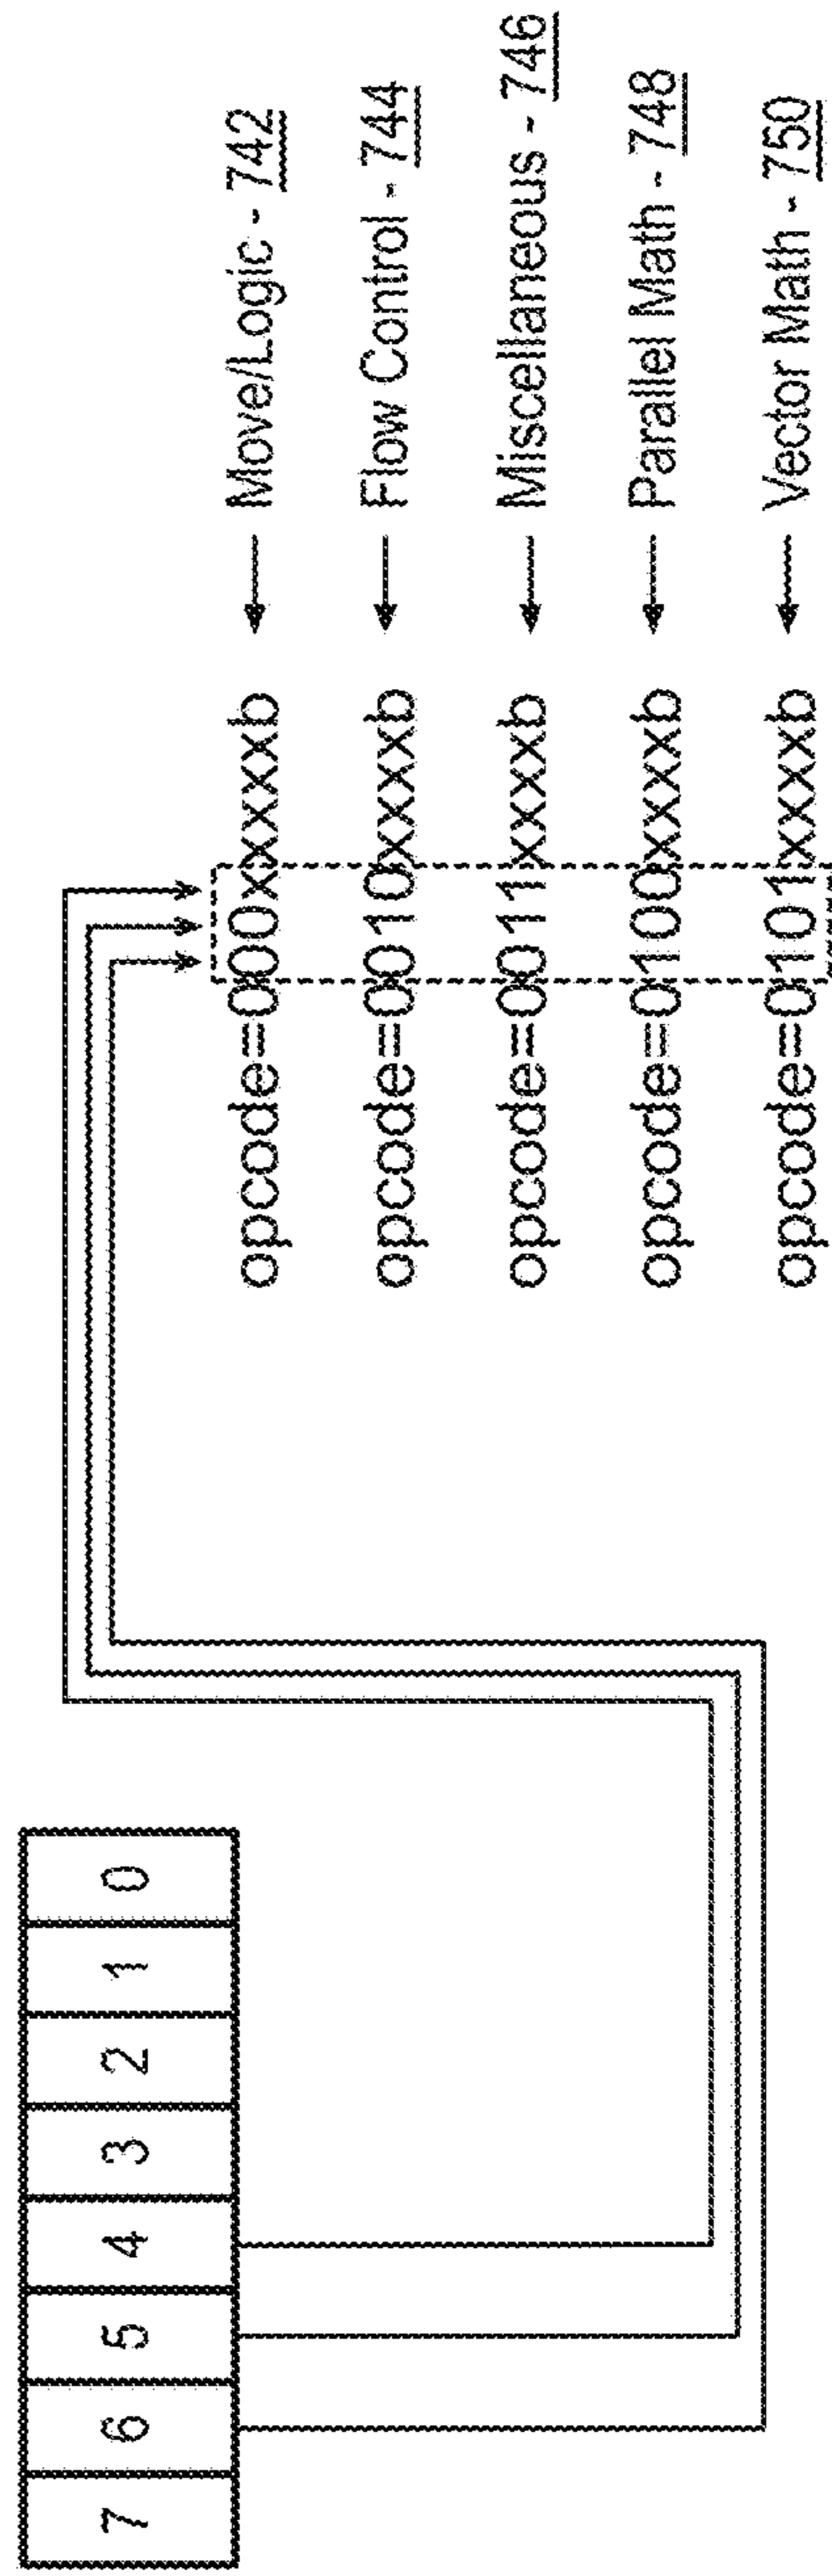 7 6 5 4 3 2 1 0
opcode=000xxxxxb ← Move/Logic - 742
opcode=0010xxxxb ← Flow Control - 744
opcode=0011xxxxb ← Miscellaneous - 746
opcode=0100xxxxb ← Parallel Math - 748
opcode=0101xxxxb ← Vector Math - 750